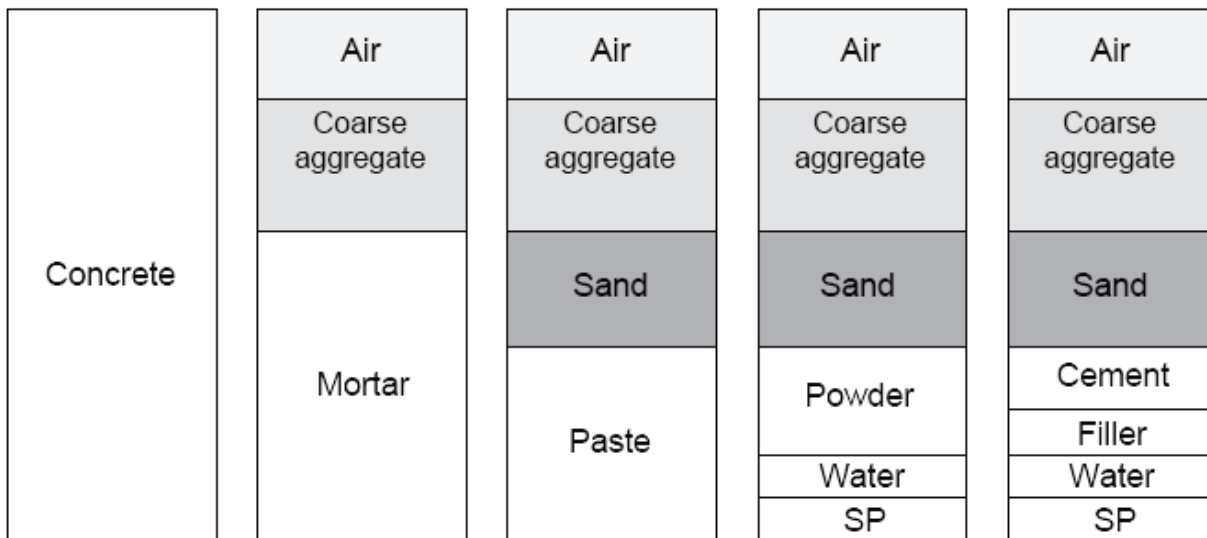 Concrete
Air
Coarse
aggregate
Mortar
Air
Coarse
aggregate
Sand
Paste
Air
Coarse
aggregate
Sand
Powder
Water
SP
Air
Coarse
aggregate
Sand
Cement
Filler
Water
SP